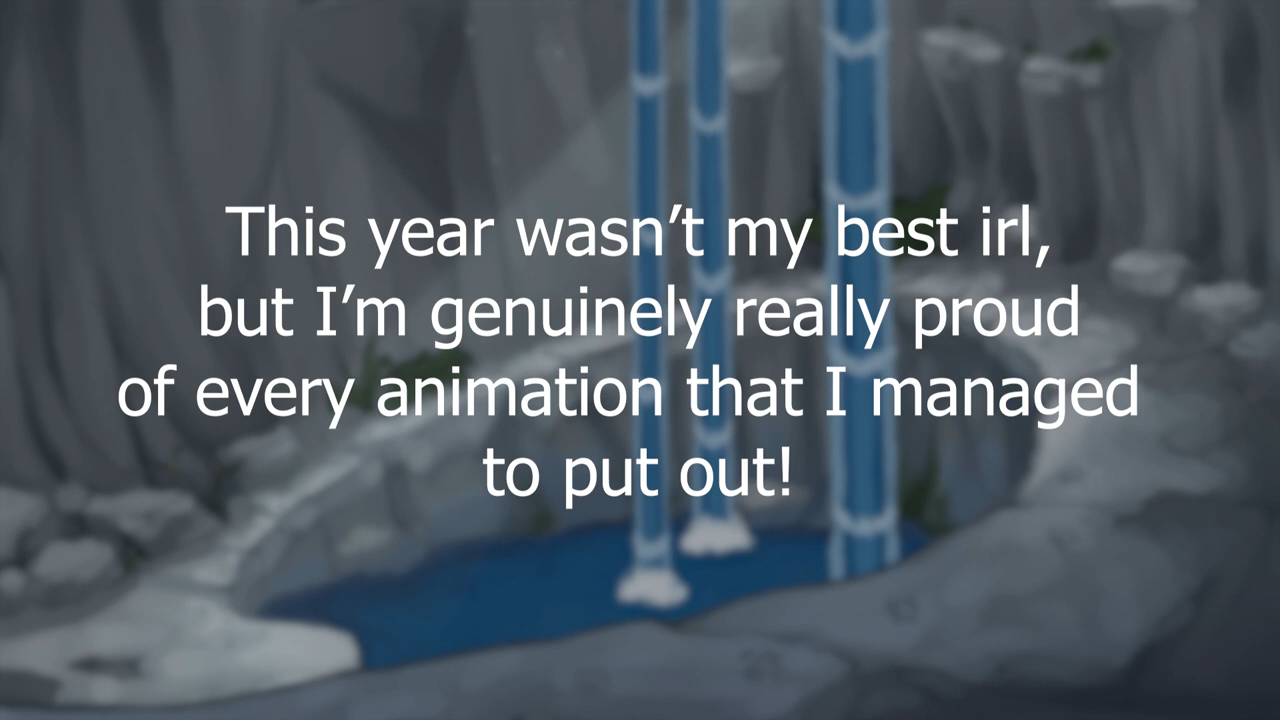 This year wasn’t my best irl,
but I’m genuinely really proud
of every animation that I managed
to put out!